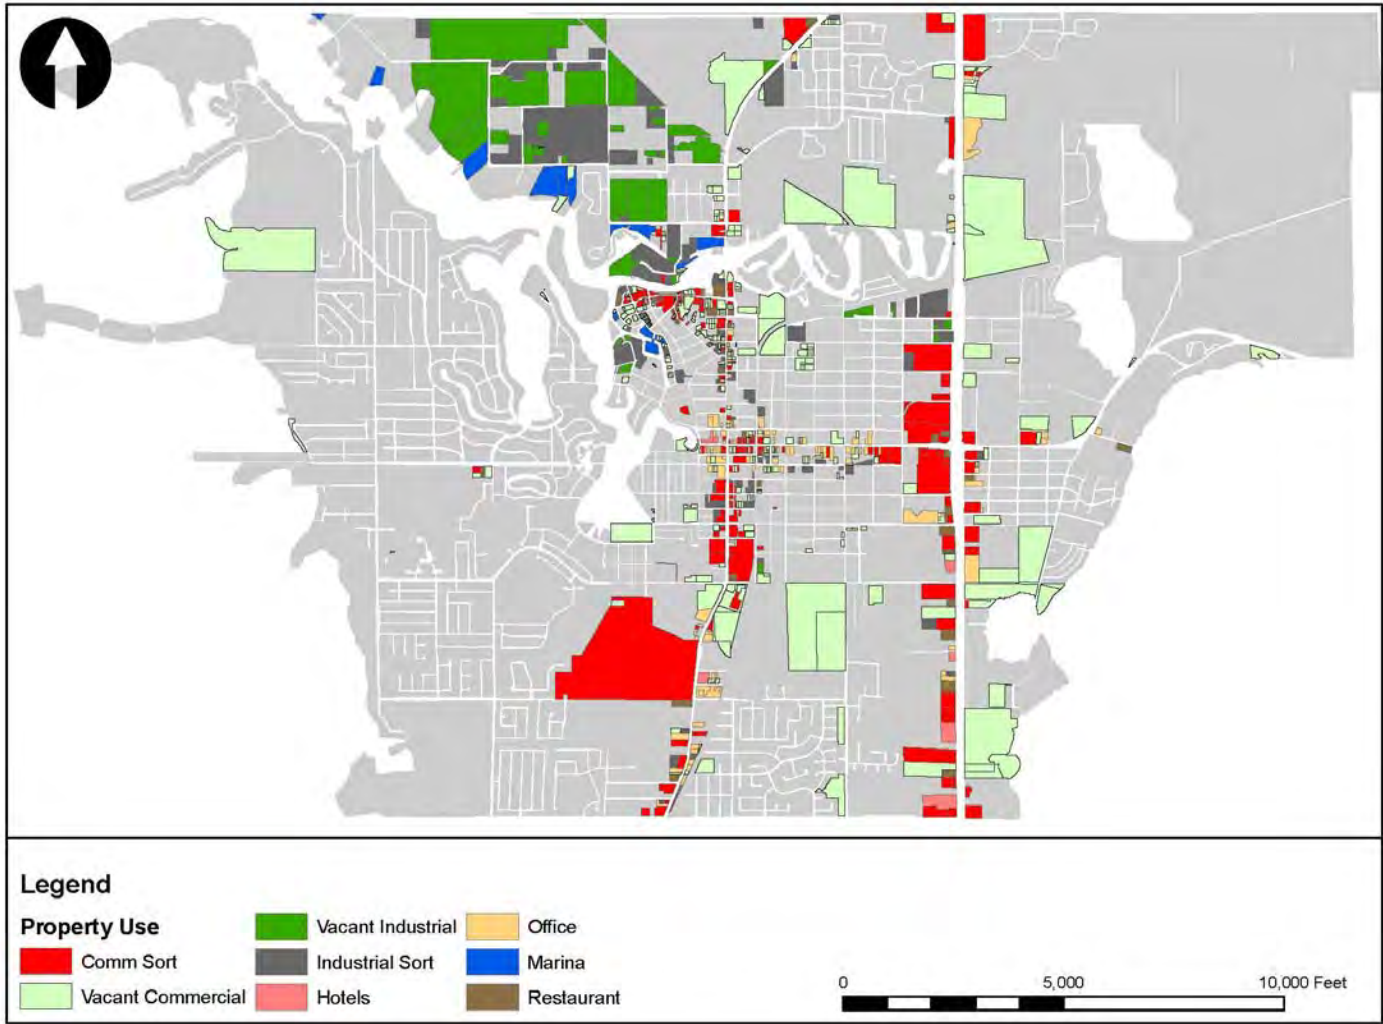 Legend
Property Use
Comm Sort
Vacant Commercial
Vacant Industrial
Industrial Sort
Hotels
Office
Marina
Restaurant
0 5,000 10,000 Feet